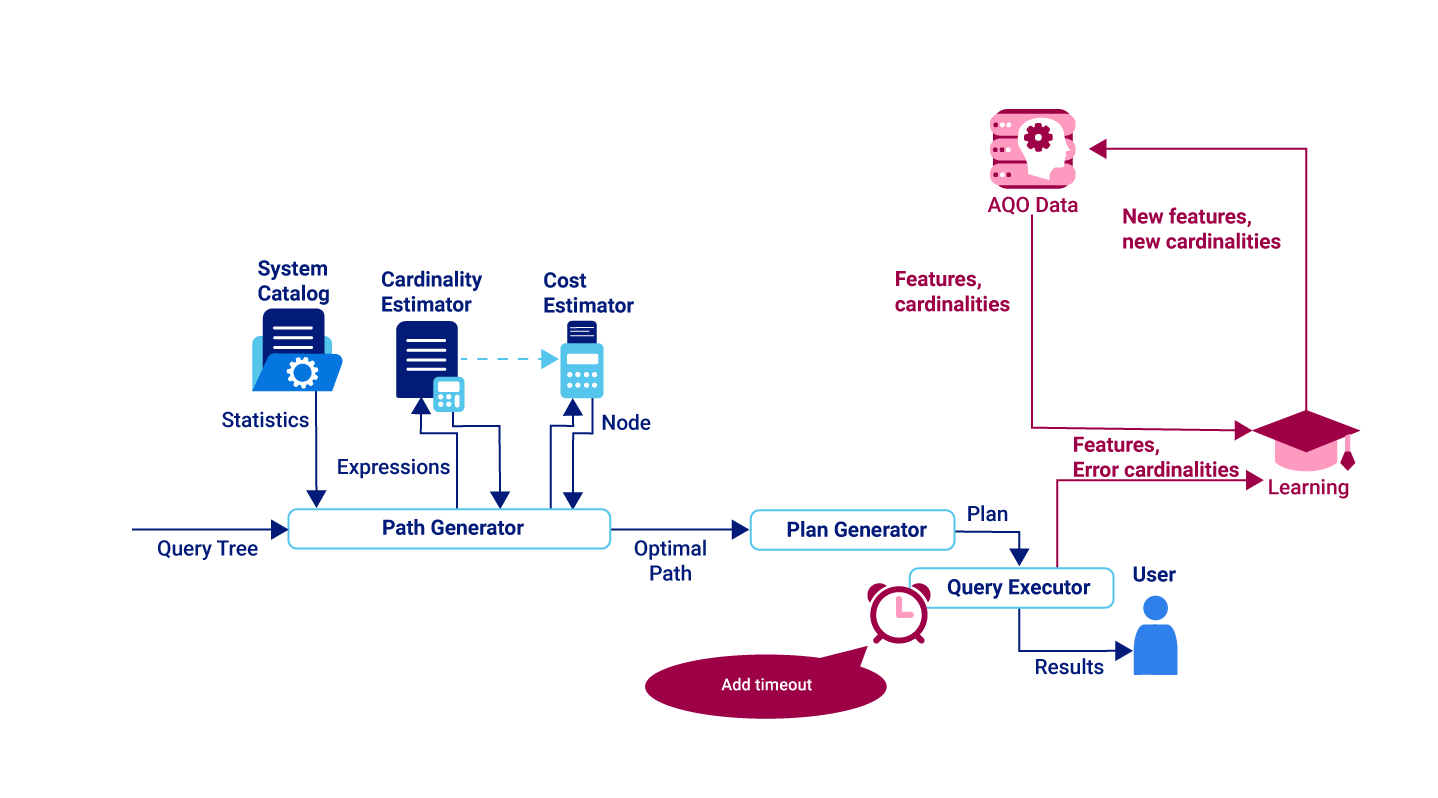 AQO Data
New features,
new cardinalities
System
Catalog
Cardinality
Estimator
Cost
Estimator
Features,
cardinalities
Statistics
Node
Expressions
Features,
Error cardinalities
Learning
Query Tree
Path Generator
Optimal
Path
Plan Generator
Plan
Query Executor
User
Results
Add timeout